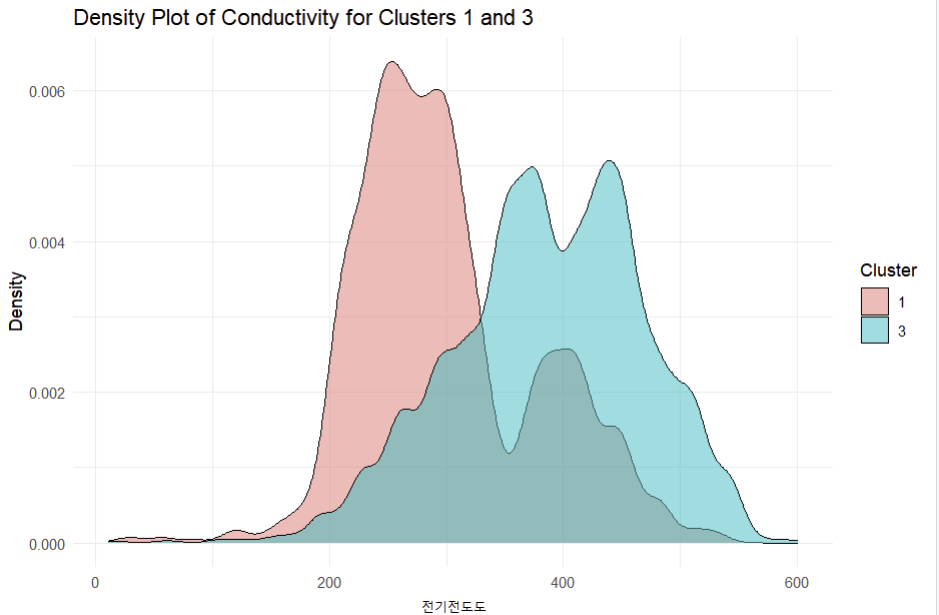 Density Plot of Conductivity for Clusters 1 and 3
0.006
0.004
0.002
0.000
Density
0 200 400 600
전기전도도
Cluster
1
3